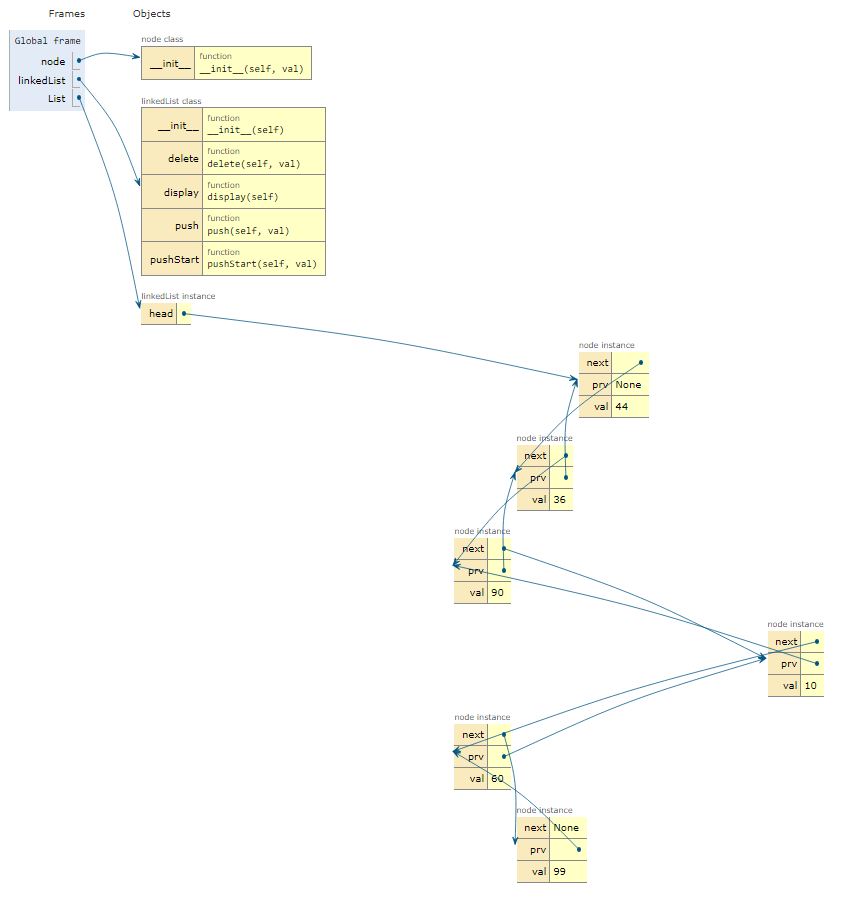 Frames Objects
Global frame
node
linkedList
List
node class
__init__ function
__init__(self, val)
linkedList class
__init__ function
__init__(self)
delete function
delete(self, val)
display function
display(self)
push function
push(self, val)
pushStart function
pushStart(self, val)
linkedList instance
head
node instance
next
prv None
val 44
node instance
next
prv
val 36
node instance
next
prv
val 90
node instance
next
prv
val 10
node instance
next
prv
val 60
node instance
next None
prv
val 99